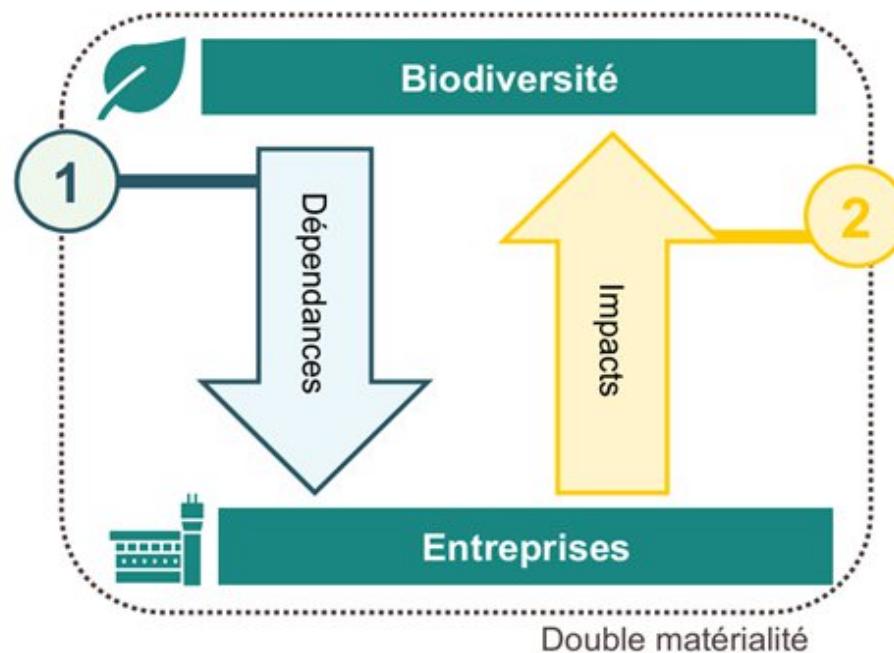 Biodiversité
1
Dépendances
2
Impacts
Entreprises
Double matérialité